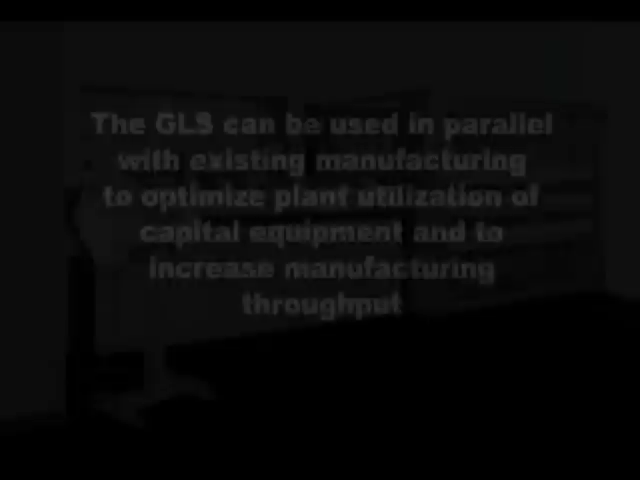 The GLS can be used in parallel
with existing manufacturing
to optimize plant utilization of
capital equipment and to
increase manufacturing
throughput